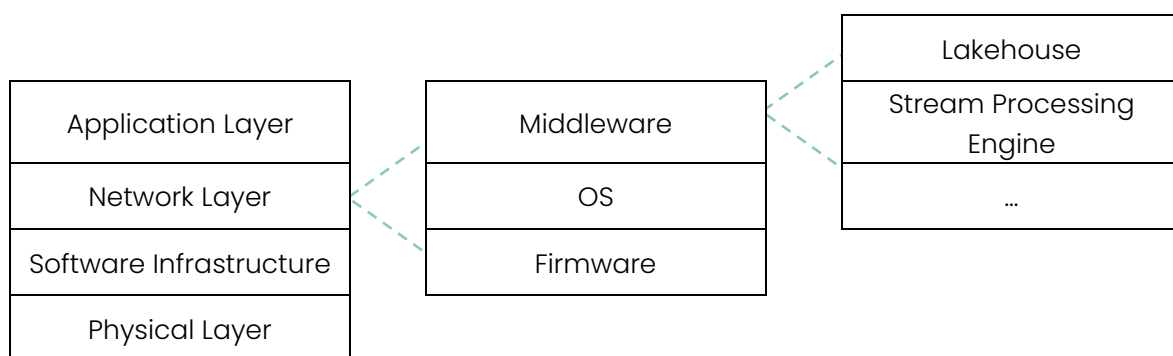 Application Layer
Network Layer
Software Infrastructure
Physical Layer
Middleware
OS
Firmware
Lakehouse
Stream Processing
Engine
...